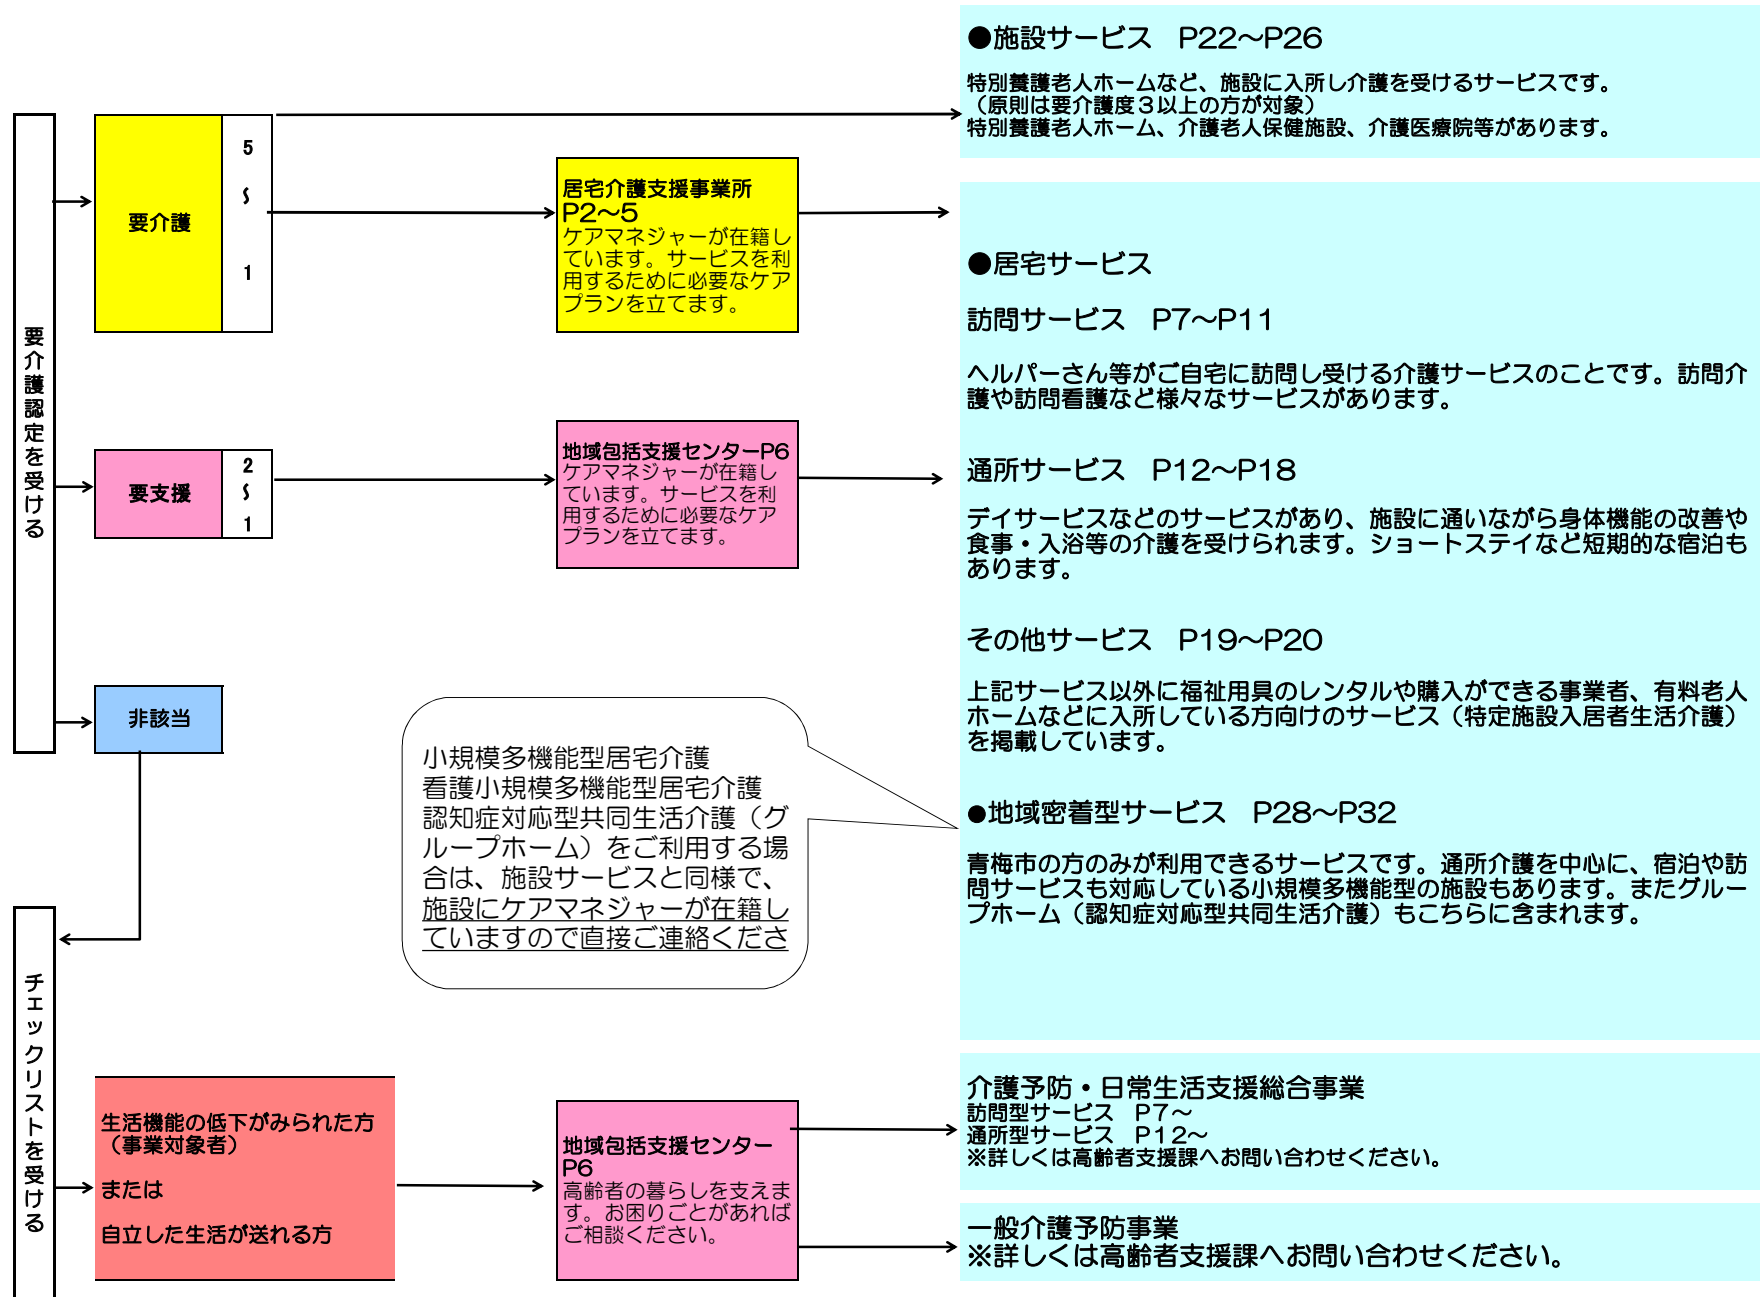 ●施設サービス　P22～P26
特別養護老人ホームなど、施設に入所し介護を受けるサービスです。
（原則は要介護度３以上の方が対象）
特別養護老人ホーム、介護老人保健施設、介護医療院等があります。
要介護認定を受ける
要介護
5
～
1
居宅介護支援事業所
P2～5
ケアマネジャーが在籍し
ています。サービスを利
用するために必要なケア
プランを立てます。
●居宅サービス
訪問サービス　P7～P11
ヘルパーさん等がご自宅に訪問し受ける介護サービスのことです。訪問介
護や訪問看護など様々なサービスがあります。
要支援
2
～
1
地域包括支援センターP6
ケアマネジャーが在籍し
ています。サービスを利
用するために必要なケア
プランを立てます。
通所サービス　P12～P18
デイサービスなどのサービスがあり、施設に通いながら身体機能の改善や
食事・入浴等の介護を受けられます。ショートステイなど短期的な宿泊も
あります。
その他サービス　P19～P20
上記サービス以外に福祉用具のレンタルや購入ができる事業者、有料老人
ホームなどに入所している方向けのサービス（特定施設入居者生活介護）
を掲載しています。
非該当
小規模多機能型居宅介護
看護小規模多機能型居宅介護
認知症対応型共同生活介護（グ
ループホーム）をご利用する場
合は、施設サービスと同様で、
施設にケアマネジャーが在籍し
ていますので直接ご連絡くださ
●地域密着型サービス　P28～P32
青梅市の方のみが利用できるサービスです。通所介護を中心に、宿泊や訪
問サービスも対応している小規模多機能型の施設もあります。またグルー
プホーム（認知症対応型共同生活介護）もこちらに含まれます。
チェックリストを受ける
生活機能の低下がみられた方
（事業対象者）
または
自立した生活が送れる方
地域包括支援センター
P6
高齢者の暮らしを支えま
す。お困りごとがあれば
ご相談ください。
介護予防・日常生活支援総合事業
訪問型サービス　P7～
通所型サービス　P12～
※詳しくは高齢者支援課へお問い合わせください。
一般介護予防事業
※詳しくは高齢者支援課へお問い合わせください。